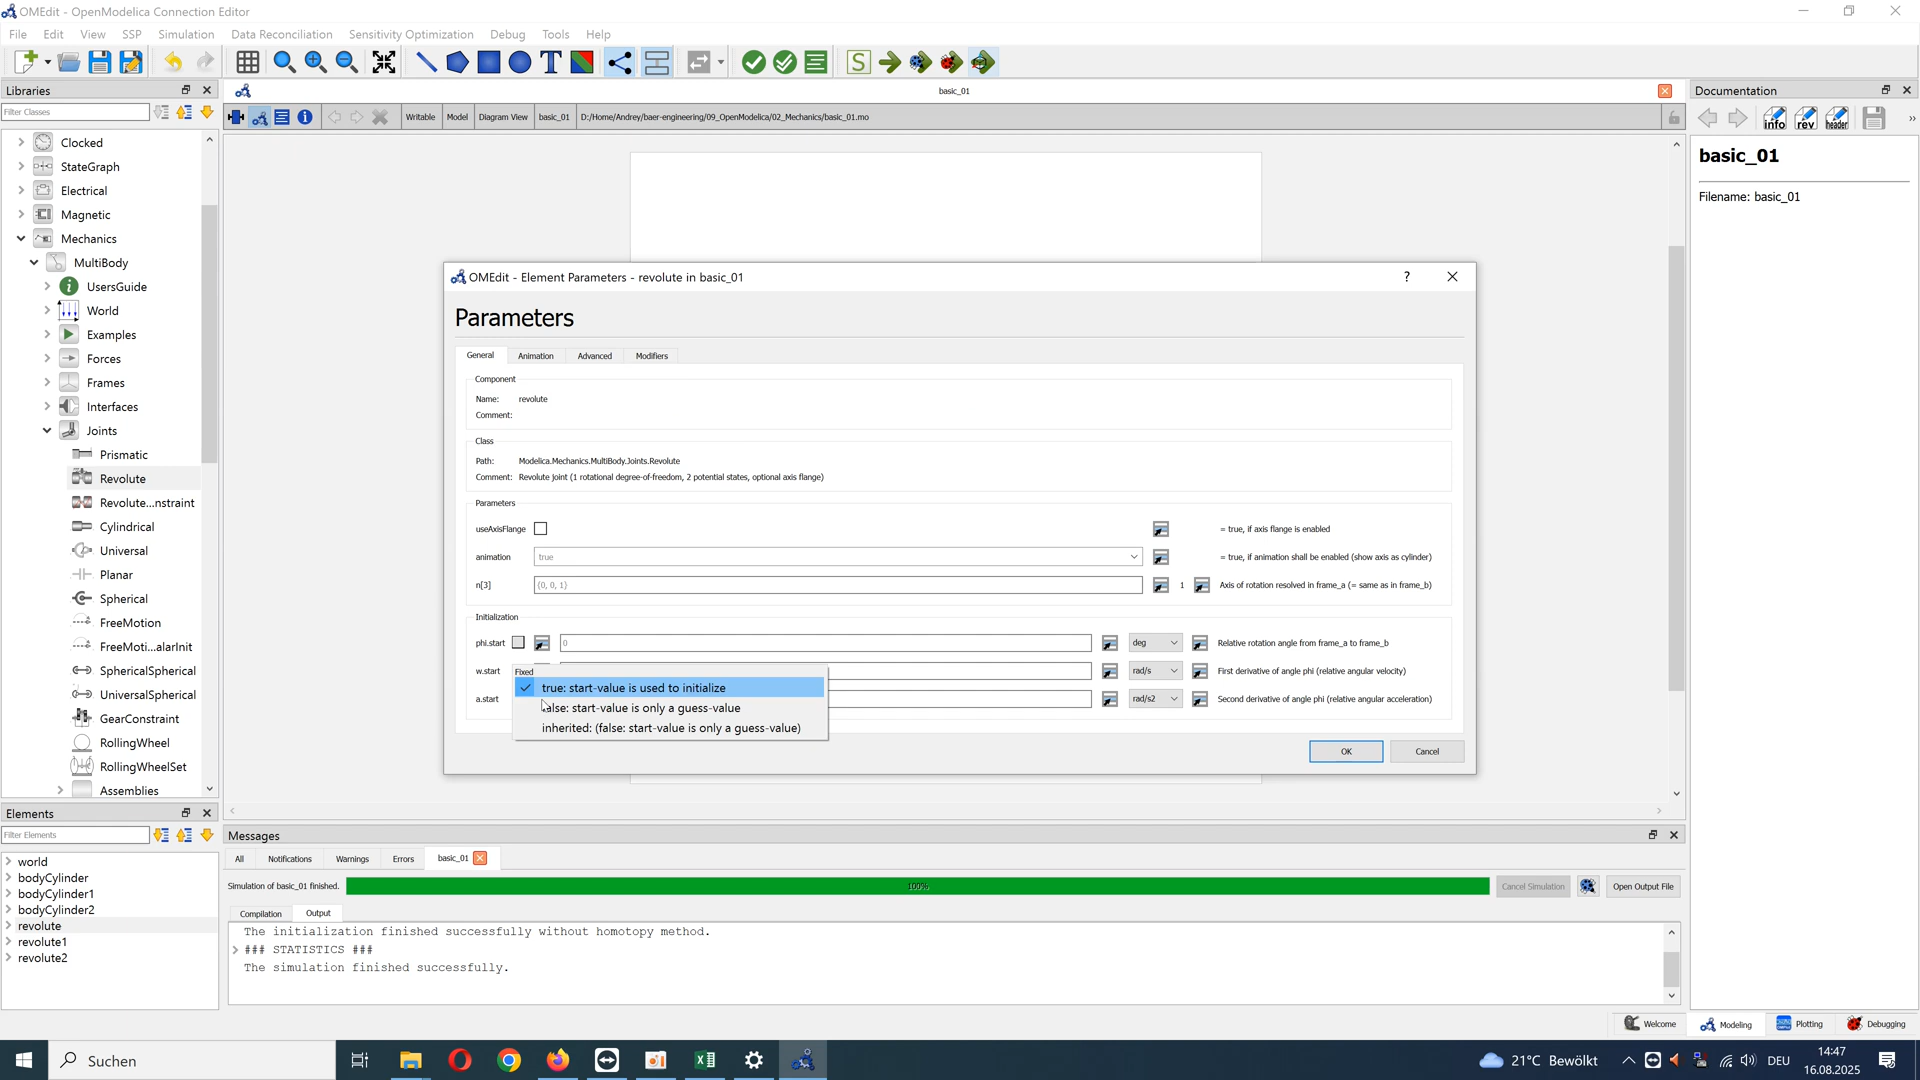 OMEdit - OpenModelica Connection Editor
File Edit View SSP Simulation Data Reconciliation Sensitivity Optimization Debug Tools Help
Libraries
Filter Classes
Clocked
StateGraph
Electrical
Magnetic
Mechanics
MultiBody
UsersGuide
World
Examples
Forces
Frames
Interfaces
Joints
Prismatic
Revolute
Revolute...nstraint
Cylindrical
Universal
Planar
Spherical
FreeMotion
FreeMoti...alarInit
SphericalSpherical
UniversalSpherical
GearConstraint
RollingWheel
RollingWheelSet
Assemblies
Elements
Filter Elements
world
bodyCylinder
bodyCylinder1
bodyCylinder2
revolute
revolute1
revolute2
basic_01
Writable Model Diagram View basic_01 D:/Home/Andrey/baer-engineering/09_OpenModelica/02_Mechanics/basic_01.mo
OMEdit - Element Parameters - revolute in basic_01
?
Parameters
General Animation Advanced Modifiers
Component
Name: revolute
Comment:
Class
Path: Modelica.Mechanics.MultiBody.Joints.Revolute
Comment: Revolute joint (1 rotational degree-of-freedom, 2 potential states, optional axis flange)
Parameters
useAxisFlange = true, if axis flange is enabled
animation true = true, if animation shall be enabled (show axis as cylinder)
n[3] {0, 0, 1} 1 Axis of rotation resolved in frame_a (= same as in frame_b)
Initialization
phi.start 0 deg Relative rotation angle from frame_a to frame_b
w.start rad/s First derivative of angle phi (relative angular velocity)
a.start rad/s2 Second derivative of angle phi (relative angular acceleration)
Fixed
true: start-value is used to initialize
false: start-value is only a guess-value
inherited: (false: start-value is only a guess-value)
OK Cancel
Messages
All Notifications Warnings Errors basic_01
Simulation of basic_01 finished. 100% Cancel Simulation Open Output File
Compilation Output
The initialization finished successfully without homotopy method.
### STATISTICS ###
The simulation finished successfully.
Documentation
info rev header
basic_01
Filename: basic_01
Welcome Modeling Plotting Debugging
Suchen
21°C Bewölkt
DEU
14:47
16.08.2025